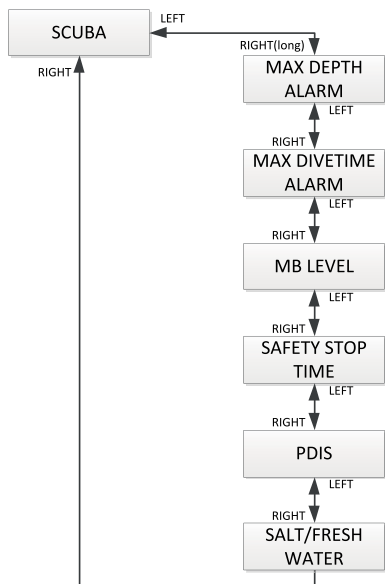 SCUBA
LEFT
RIGHT(long)
RIGHT
MAX DEPTH
ALARM
LEFT
RIGHT
MAX DIVETIME
ALARM
LEFT
RIGHT
MB LEVEL
LEFT
RIGHT
SAFETY STOP
TIME
LEFT
RIGHT
PDIS
LEFT
RIGHT
SALT/FRESH
WATER